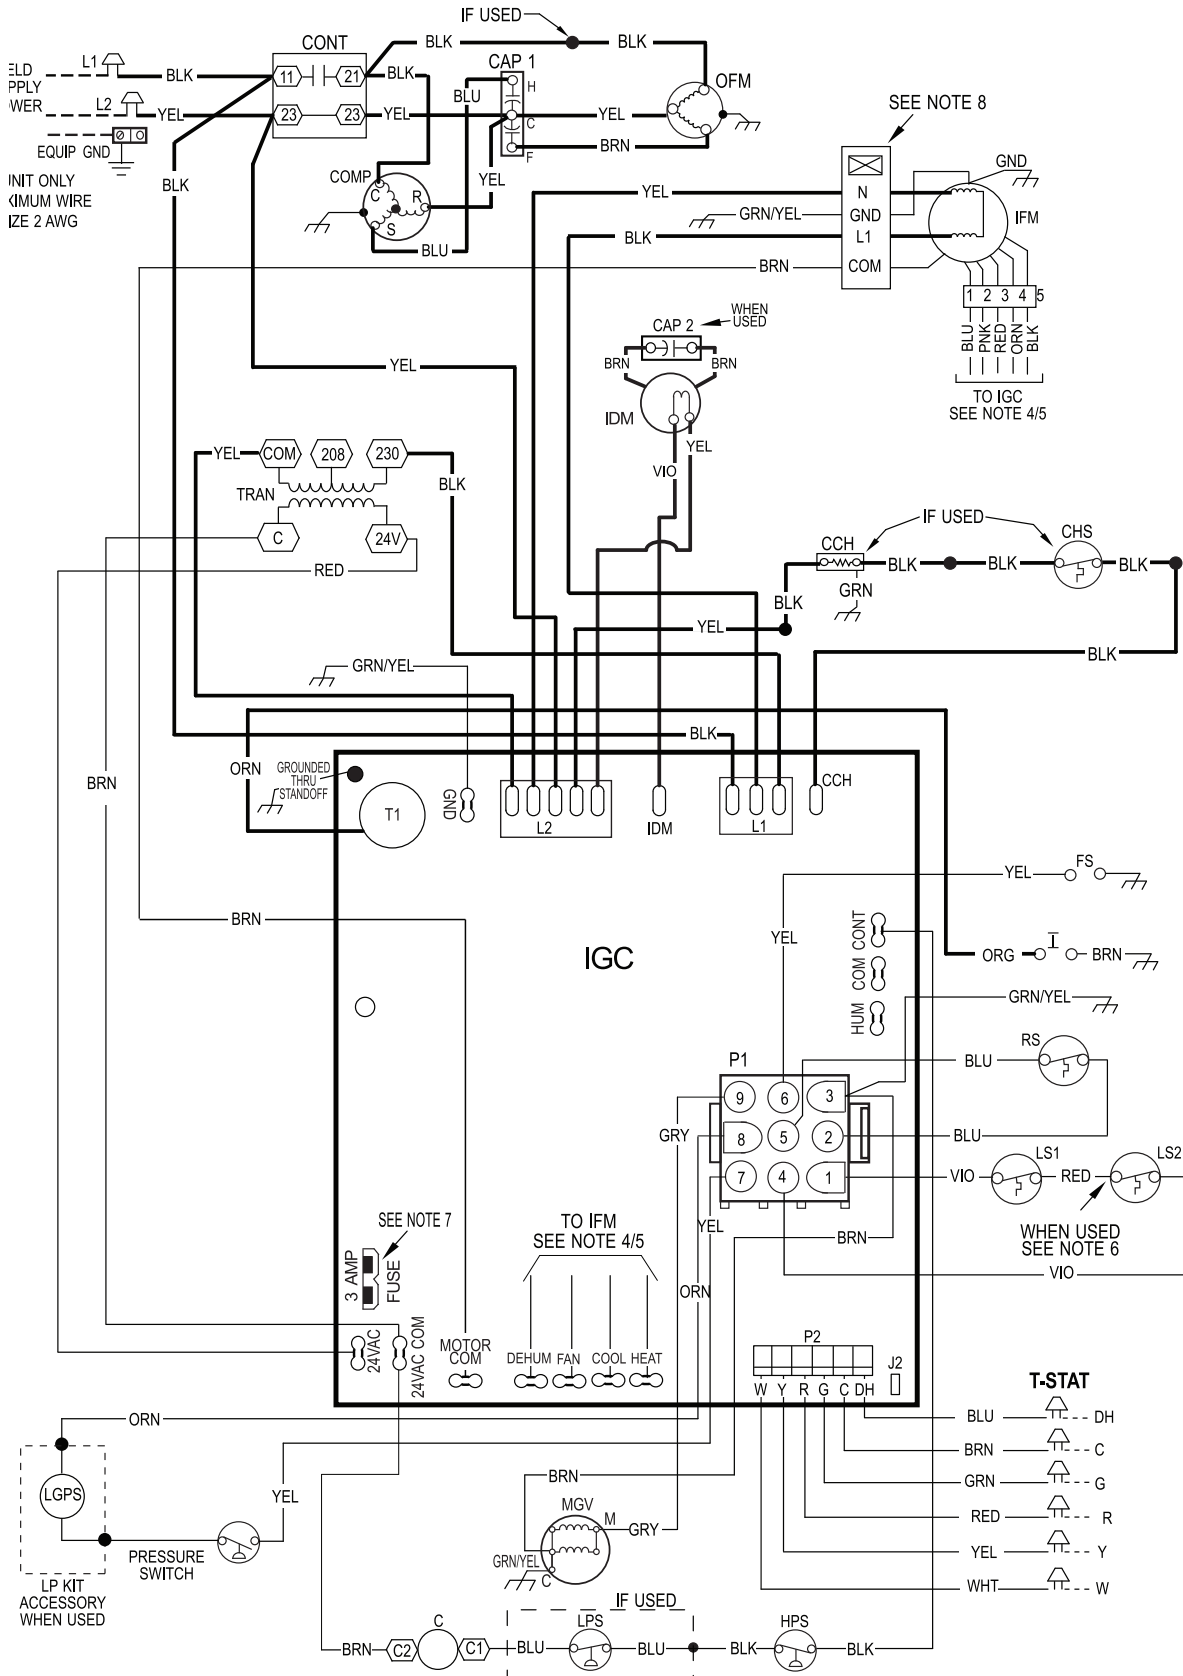 IF USED
BLK
BLK
CONT
CAP 1
L1
ELD
BLK
11
21
BLK
H
OFM
PPLY
BLU
WER
L2
YEL
23
23
YEL
C
YEL
SEE NOTE 8
EQUIP GND
BRN
F
GND
UNIT ONLY
XIMUM WIRE
IZE 2 AWG
BLK
COMP
C
R
S
YEL
YEL
N
GRN/YEL
GND
IFM
BLU
BLK
L1
BRN
COM
1 2 3 4 5
BLU
PNK
RED
ORN
BLK
WHEN
USED
CAP 2
BRN
BRN
YEL
TO IGC
SEE NOTE 4/5
IDM
YEL
VIO
YEL
COM
208
230
BLK
TRAN
C
24V
RED
IF USED
CCH
CHS
BLK
BLK
BLK
GRN
BLK
YEL
BLK
GRN/YEL
BLK
BRN
ORN
GROUNDED
THRU
STANDOFF
T1
GND
L2
IDM
L1
CCH
FS
YEL
BRN
YEL
CONT
IGC
ORG
I
BRN
COM
GRN/YEL
HUM
RS
P1
BLU
9
6
3
GRY
8
5
2
BLU
7
4
1
VIO
LS1
RED
LS2
SEE NOTE 7
TO IFM
SEE NOTE 4/5
YEL
BRN
WHEN USED
SEE NOTE 6
VIO
3 AMP
FUSE
ORN
24VAC
24VAC COM
MOTOR
COM
DEHUM
FAN
COOL
HEAT
P2
J2
W Y R G C DH
T-STAT
ORN
BLU
DH
BRN
C
LGPS
YEL
BRN
GRN
G
MGV
M
GRY
RED
R
PRESSURE
SWITCH
GRN/YEL
C
YEL
Y
LP KIT
ACCESSORY
WHEN USED
WHT
W
IF USED
C
LPS
HPS
BRN
C2
C1
BLU
BLU
BLK
BLK